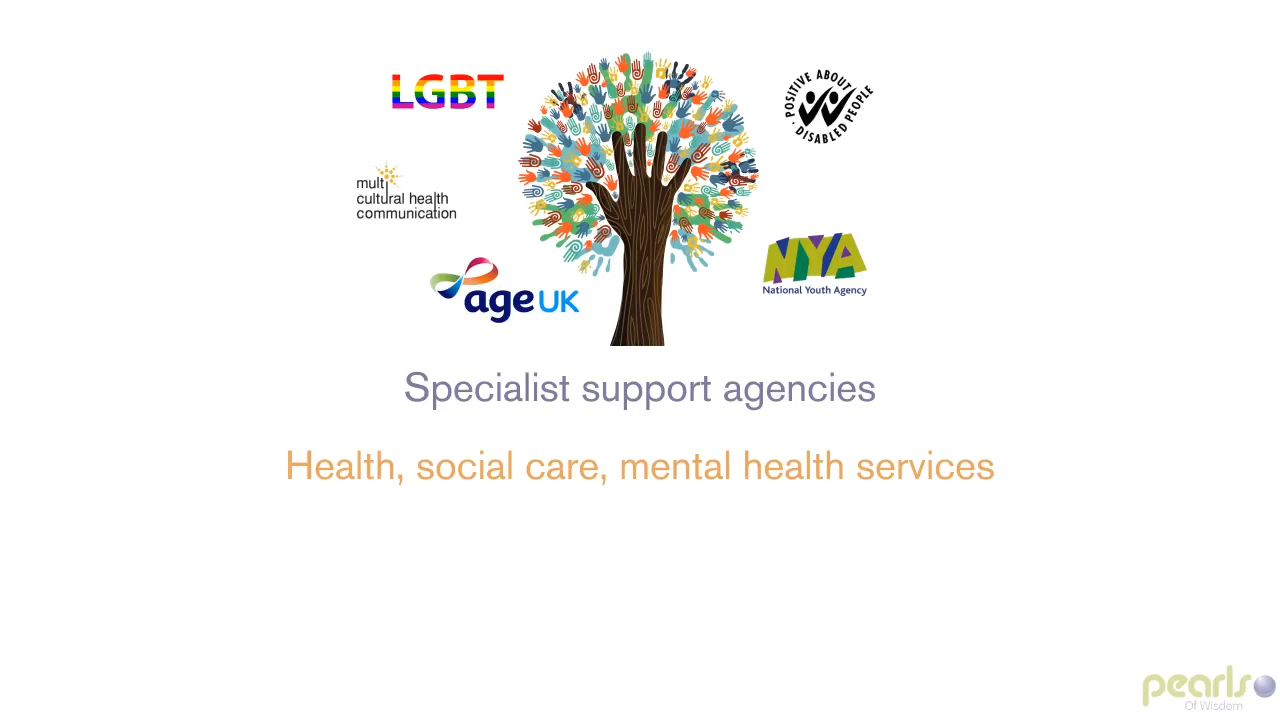 LGBT
POSITIVE ABOUT DISABLED PEOPLE
multi
cultural health
communication
NYA
National Youth Agency
age UK
Specialist support agencies
Health, social care, mental health services
pearls
Of Wisdom